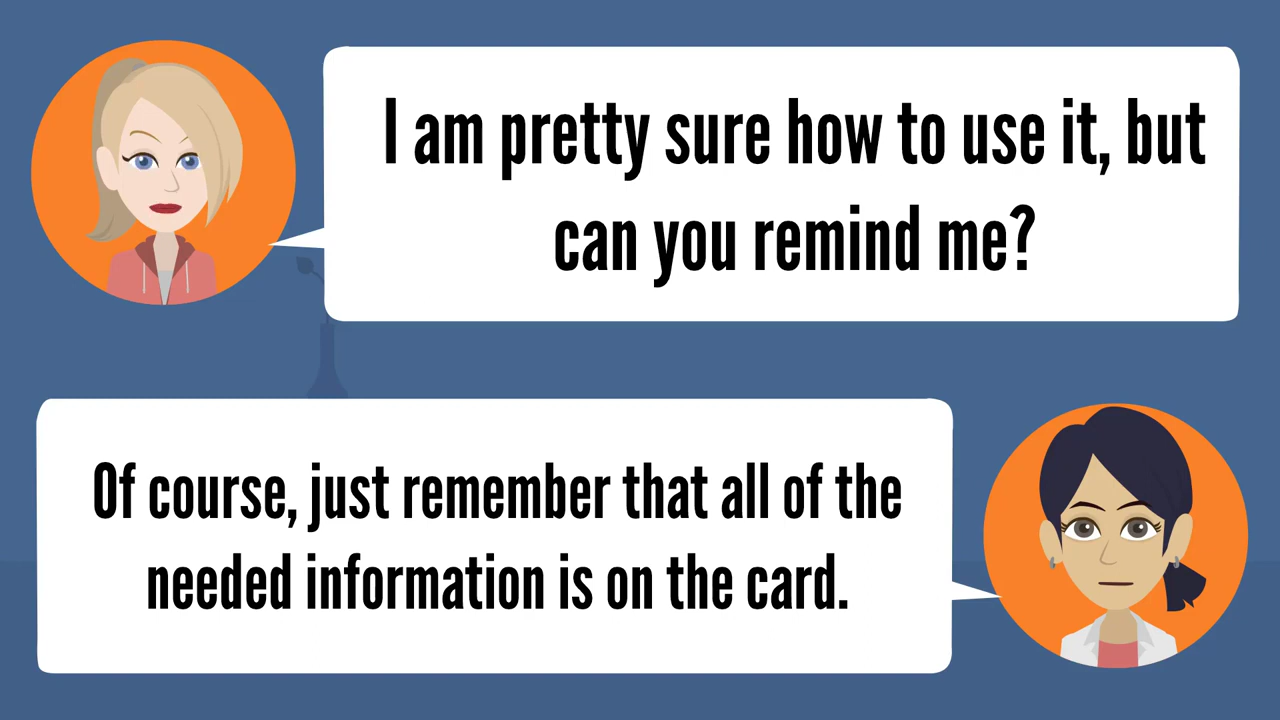 I am pretty sure how to use it, but
can you remind me?
Of course, just remember that all of the
needed information is on the card.